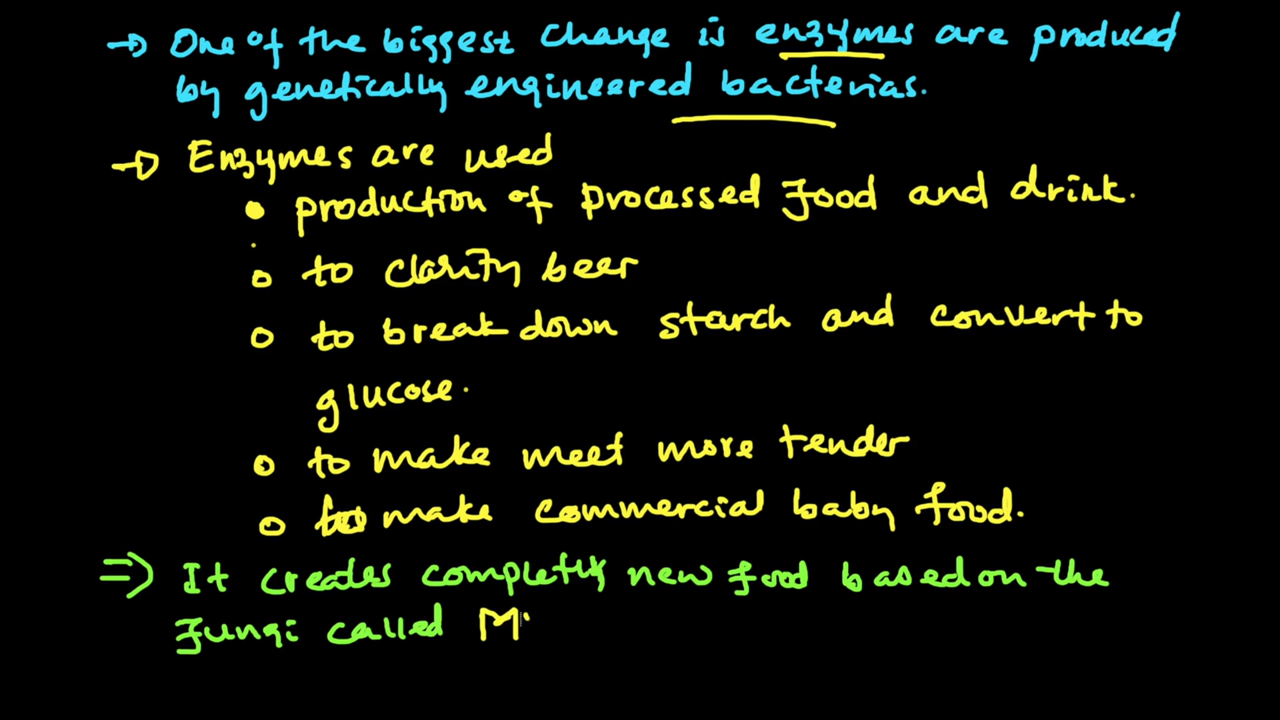 → One of the biggest change is enzymes are produced
by genetically engineered bacterias.
→ Enzymes are used
• production of processed food and drink.
• to clarity beer
• to break down starch and convert to
glucose.
• to make meet more tender
• to make commercial baby food.
⇒ It creates completely new food based on the
Fungi called M